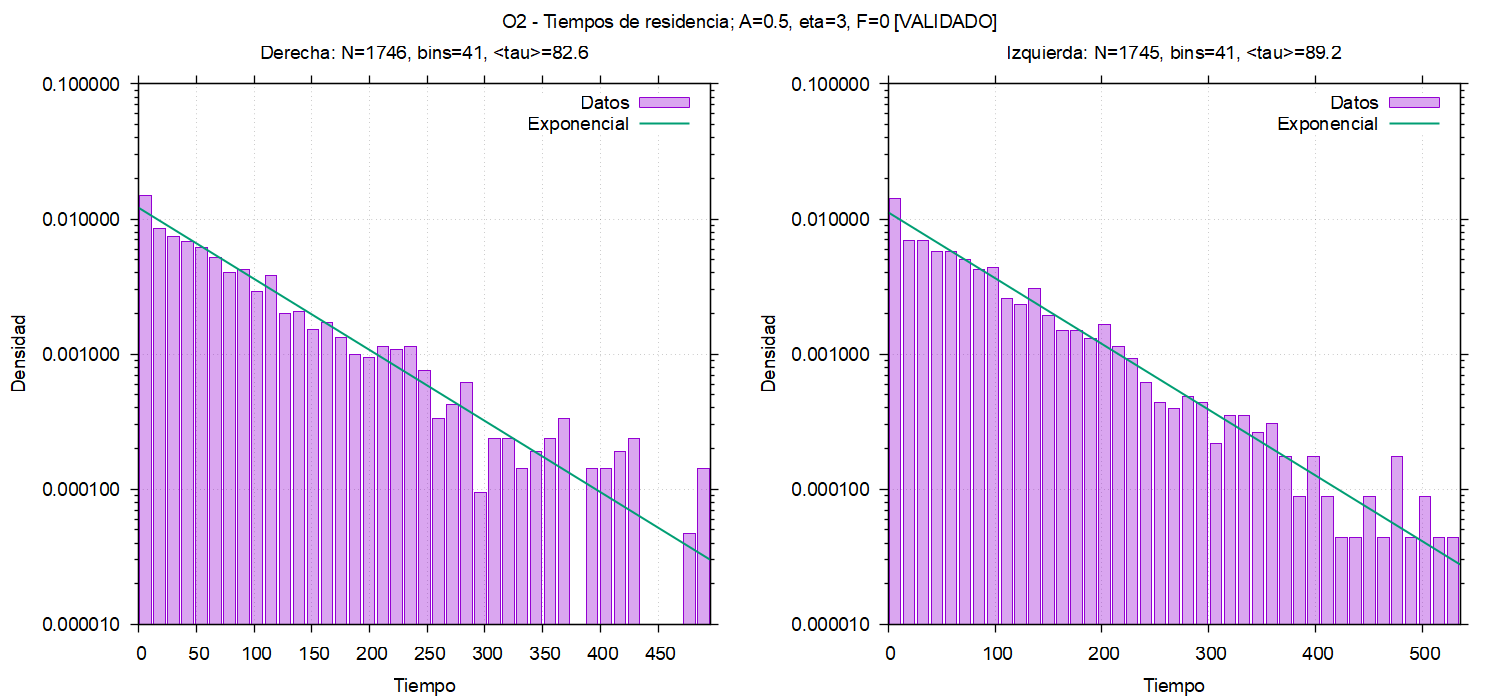 O2 - Tiempos de residencia; A=0.5, eta=3, F=0 [VALIDADO]
Derecha: N=1746, bins=41, <tau>=82.6
0.100000
0.010000
0.001000
0.000100
0.000010
Densidad
Datos
Exponencial
0 50 100 150 200 250 300 350 400 450
Tiempo
Izquierda: N=1745, bins=41, <tau>=89.2
0.100000
0.010000
0.001000
0.000100
0.000010
Densidad
Datos
Exponencial
0 100 200 300 400 500
Tiempo